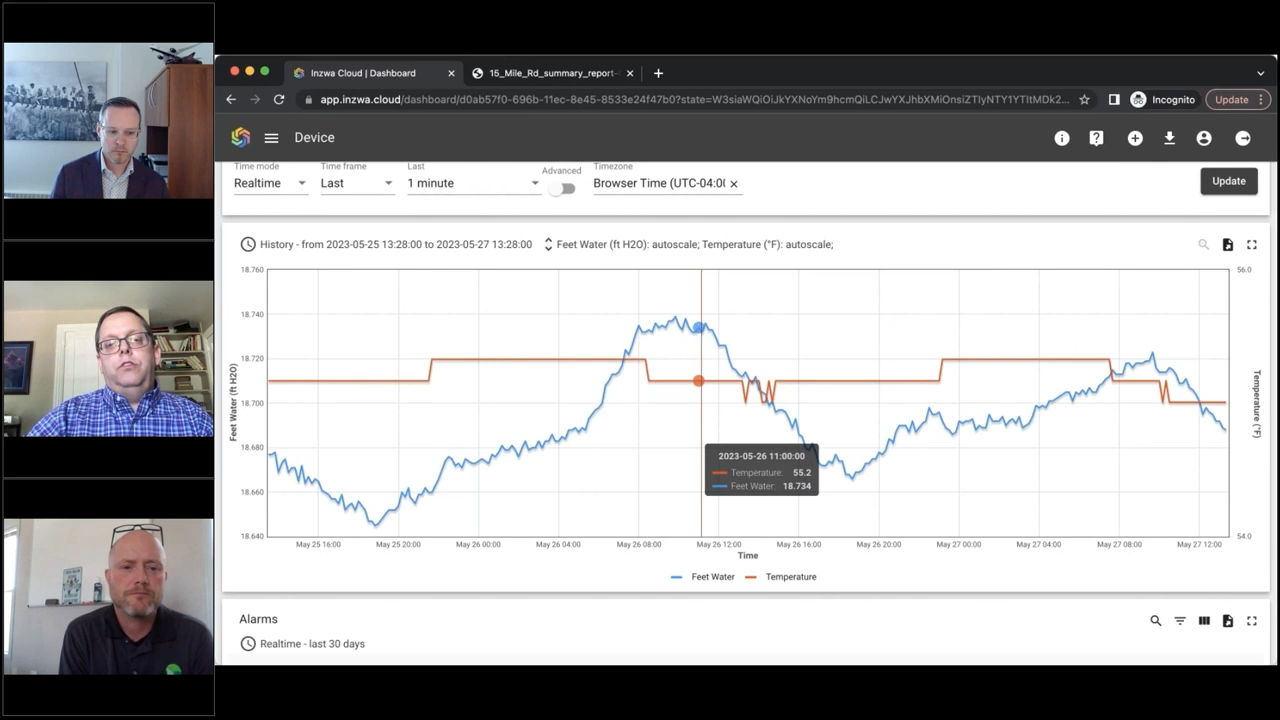 Inzwa Cloud | Dashboard
15_Mile_Rd_summary_report-
app.inzwa.cloud/dashboard/d0ab57f0-696b-11ec-8e45-8533e24f47b0?state=W3siaWQiOiJkYXNoYm9hcmQiLCJwYXJhbXMiOnsiZTIyNTY1YTItMDk2...
Incognito
Update
Device
Time mode
Time frame
Last
Advanced
Timezone
Realtime
Last
1 minute
Browser Time (UTC-04:00
Update
History - from 2023-05-25 13:28:00 to 2023-05-27 13:28:00
Feet Water (ft H2O): autoscale; Temperature (°F): autoscale;
18.760
18.740
18.720
18.700
18.680
18.660
18.640
Feet Water (ft H2O)
56.0
54.0
Temperature (°F)
2023-05-26 11:00:00
Temperature: 55.2
Feet Water: 18.734
May 25 16:00
May 25 20:00
May 26 00:00
May 26 04:00
May 26 08:00
May 26 12:00
May 26 16:00
May 26 20:00
May 27 00:00
May 27 04:00
May 27 08:00
May 27 12:00
Time
Feet Water
Temperature
Alarms
Realtime - last 30 days